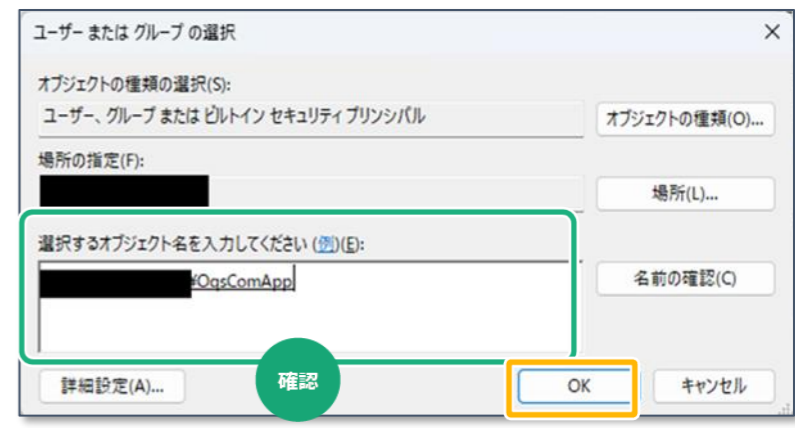 ユーザー または グループ の選択
オブジェクトの種類の選択(S):
ユーザー、グループ または ビルトイン セキュリティ プリンシパル
オブジェクトの種類(O)...
場所の指定(F):
場所(L)...
選択するオブジェクト名を入力してください (例)(E):
¥OqsComApp
名前の確認(C)
詳細設定(A)...
確認
OK
キャンセル